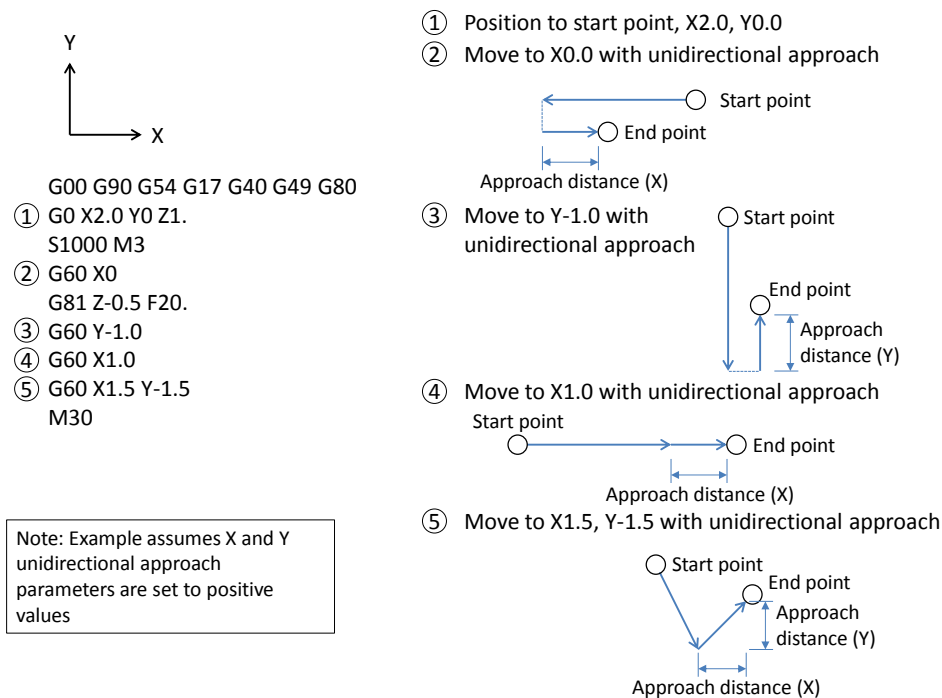 Y
X
G00 G90 G54 G17 G40 G49 G80
① G0 X2.0 Y0 Z1.
S1000 M3
② G60 X0
G81 Z-0.5 F20.
③ G60 Y-1.0
④ G60 X1.0
⑤ G60 X1.5 Y-1.5
M30
Note: Example assumes X and Y
unidirectional approach
parameters are set to positive
values
① Position to start point, X2.0, Y0.0
② Move to X0.0 with unidirectional approach
Start point
End point
Approach distance (X)
③ Move to Y-1.0 with
unidirectional approach
Start point
End point
Approach
distance (Y)
④ Move to X1.0 with unidirectional approach
Start point
End point
Approach distance (X)
⑤ Move to X1.5, Y-1.5 with unidirectional approach
Start point
End point
Approach
distance (Y)
Approach distance (X)